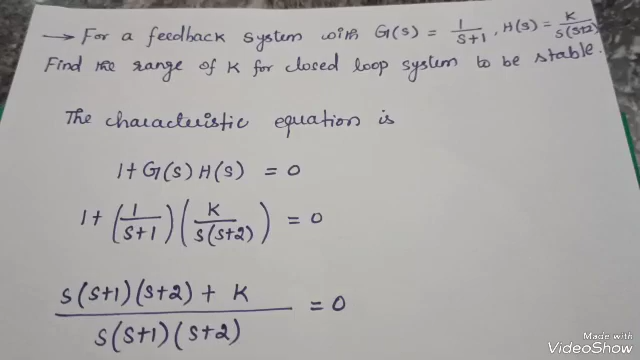 → For a feedback system with G(s) = 1/(s+1), H(s) = K/(s(s+2))
Find the range of K for closed loop system to be stable.
The characteristic equation is
1 + G(s) H(s) = 0
1 + (1/(s+1)) (K/(s(s+2))) = 0
(s(s+1)(s+2) + K)/(s(s+1)(s+2)) = 0
Made with
VideoShow